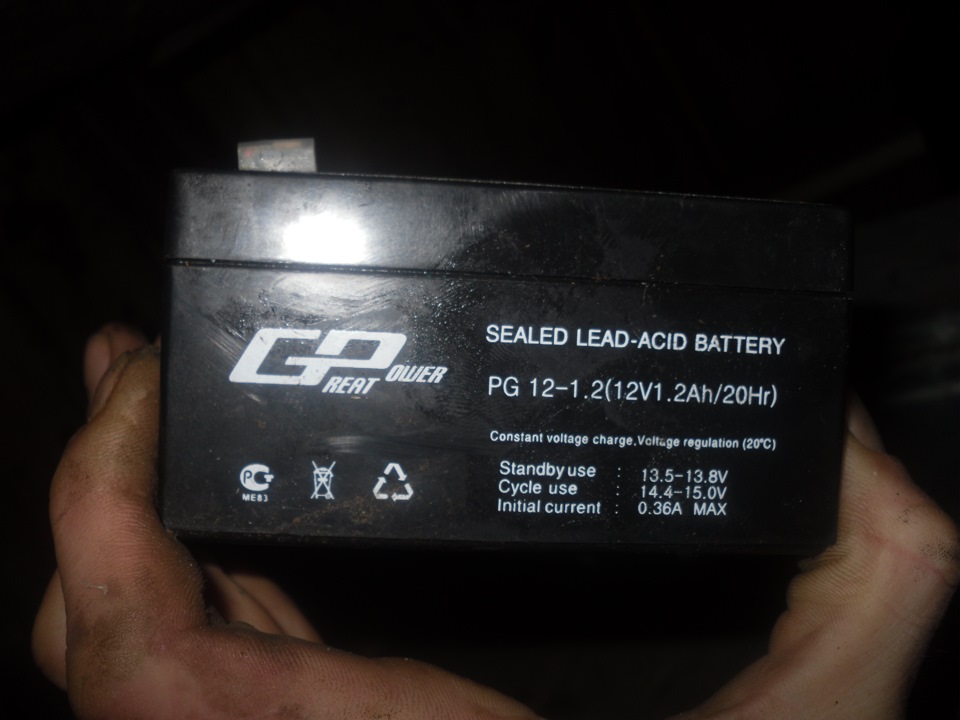 GREAT POWER
SEALED LEAD-ACID BATTERY
PG 12-1.2(12V1.2Ah/20Hr)
Constant voltage charge.Voltage regulation (20°C)
Standby use : 13.5-13.8V
Cycle use : 14.4-15.0V
Initial current : 0.36A MAX
РСТ
ME83